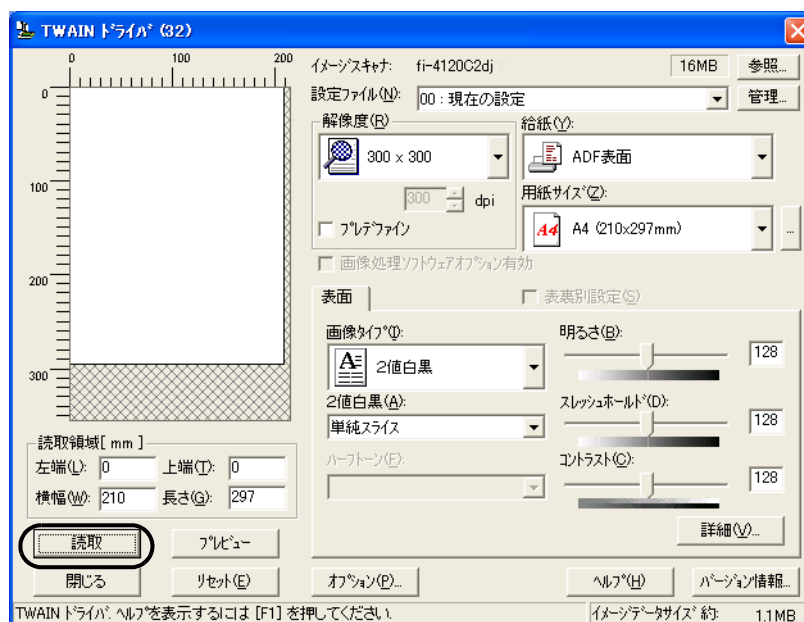 TWAIN ﾄﾞﾗｲﾊﾞ (32)
0 100 200
0
100
200
300
ｲﾒｰｼﾞｽｷｬﾅ: fi-4120C2dj 16MB 参照...
設定ﾌｧｲﾙ(N): 00 : 現在の設定 管理...
解像度(R)
300 x 300
300 dpi
ﾌﾟﾚﾃﾞﾌｧｲﾝ
給紙(Y):
ADF表面
用紙ｻｲｽﾞ(Z):
A4 A4 (210x297mm) ...
画像処理ｿﾌﾄｳｪｱｵﾌﾟｼｮﾝ有効
表面 表裏別設定(S)
画像ﾀｲﾌﾟ(I):
A 2値白黒
2値白黒(A):
単純ｽﾗｲｽ
ﾊｰﾌﾄｰﾝ(F):
明るさ(B):
128
ｽﾚｯｼｭﾎｰﾙﾄﾞ(D):
128
ｺﾝﾄﾗｽﾄ(C):
128
詳細(V)...
読取領域[ mm ]
左端(L): 0 上端(T): 0
横幅(W): 210 長さ(G): 297
読取 ﾌﾟﾚﾋﾞｭｰ
閉じる ﾘｾｯﾄ(E) ｵﾌﾟｼｮﾝ(P)... ﾍﾙﾌﾟ(H) ﾊﾞｰｼﾞｮﾝ情報...
TWAIN ﾄﾞﾗｲﾊﾞ. ﾍﾙﾌﾟを表示するには [F1] を押してください. ｲﾒｰｼﾞﾃﾞｰﾀｻｲｽﾞ約: 1.1MB